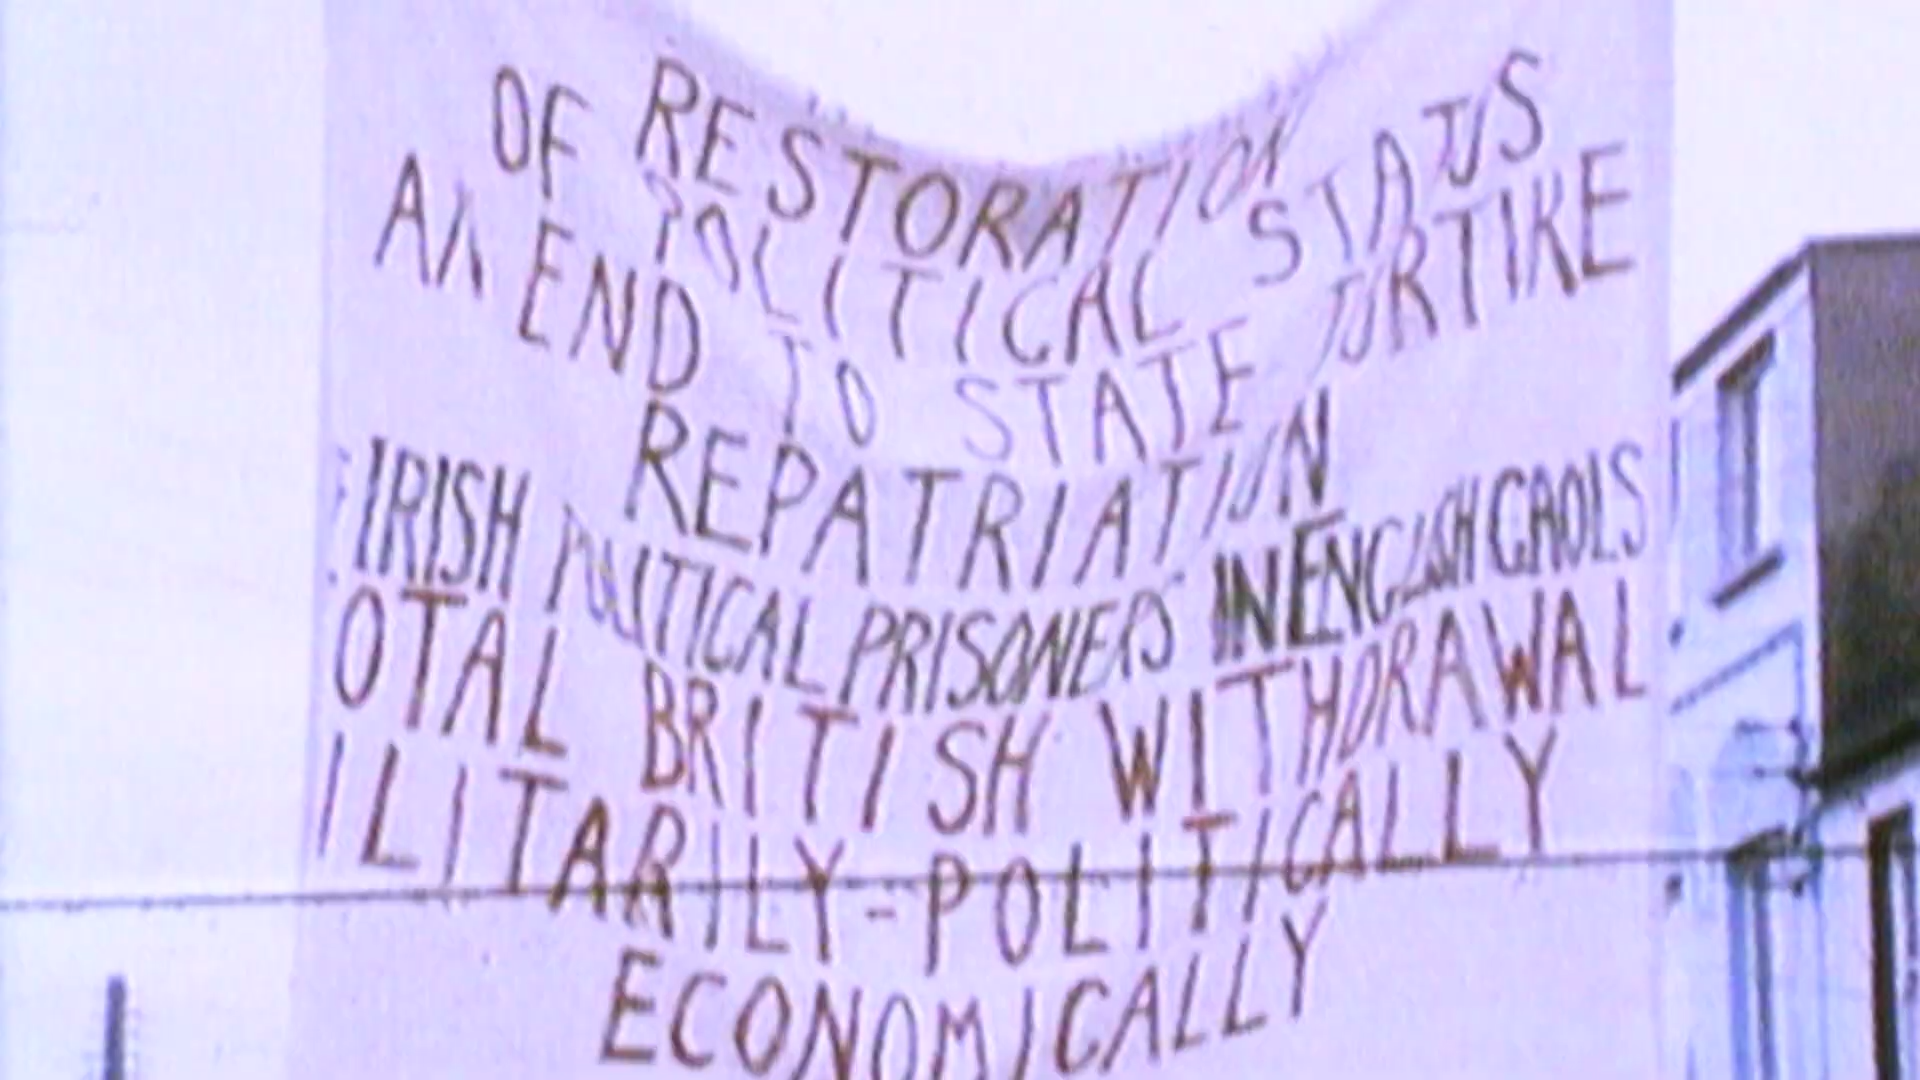 OF RESTORATION
POLITICAL STATUS
AN END TO STATE TORTURE
REPATRIATION
IRISH POLITICAL PRISONERS IN ENGLISH GAOLS
OTAL BRITISH WITHDRAWAL
ILITARILY-POLITICALLY
ECONOMICALLY